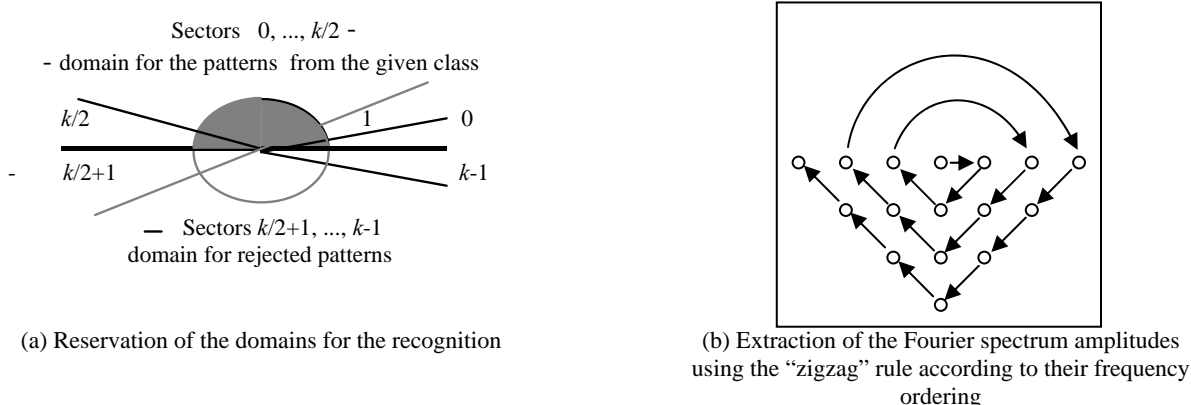 Sectors 0, ..., k/2 -
- domain for the patterns from the given class
k/2
1
0
- k/2+1
k-1
Sectors k/2+1, ..., k-1
domain for rejected patterns
(a) Reservation of the domains for the recognition
(b) Extraction of the Fourier spectrum amplitudes
using the “zigzag” rule according to their frequency
ordering